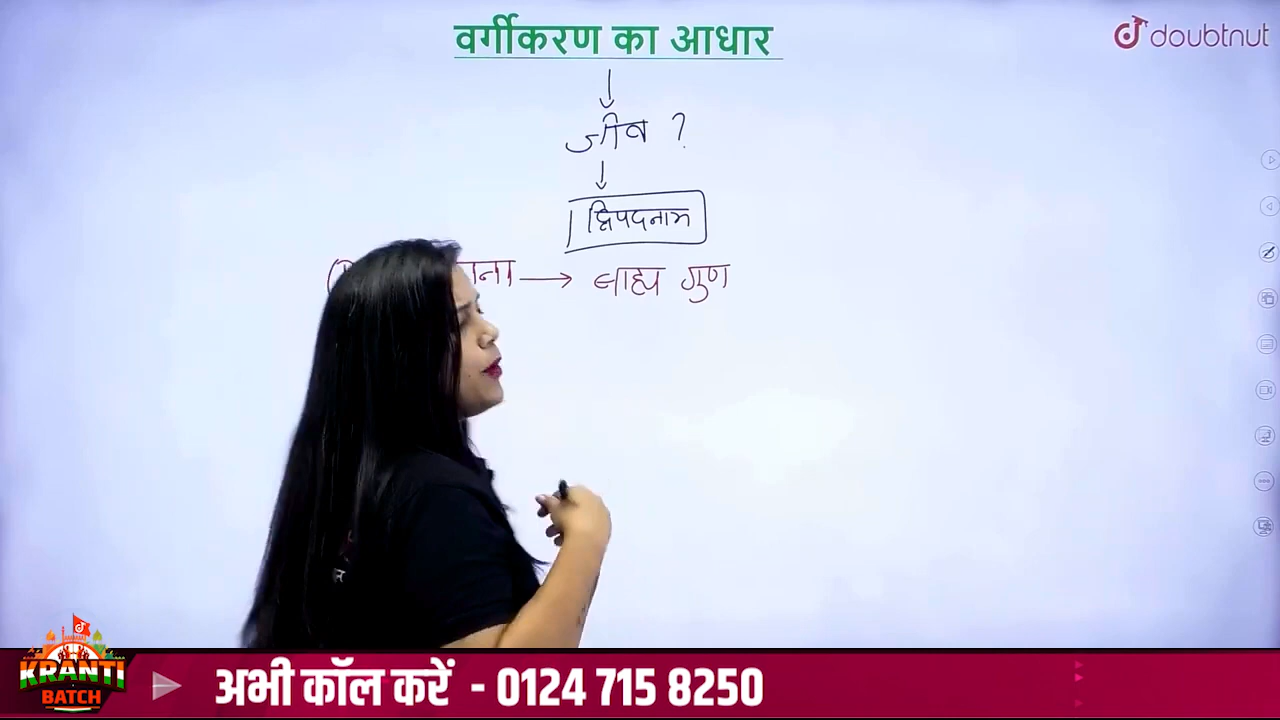 वर्गीकरण का आधार
doubtnut
जीव ?
द्विपदनाम
→ बाह्य गुण
KRANTI
BATCH
अभी कॉल करें - 0124 715 8250